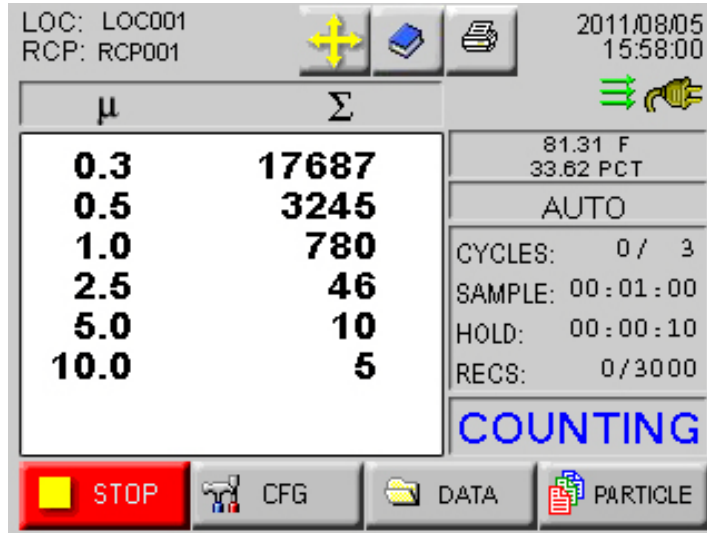 LOC: LOC001
RCP: RCP001
2011/08/05
15:58:00
μ Σ
0.3 17687
0.5 3245
1.0 780
2.5 46
5.0 10
10.0 5
81.31 F
33.62 PCT
AUTO
CYCLES: 0/ 3
SAMPLE: 00:01:00
HOLD: 00:00:10
RECS: 0/3000
COUNTING
STOP CFG DATA PARTICLE